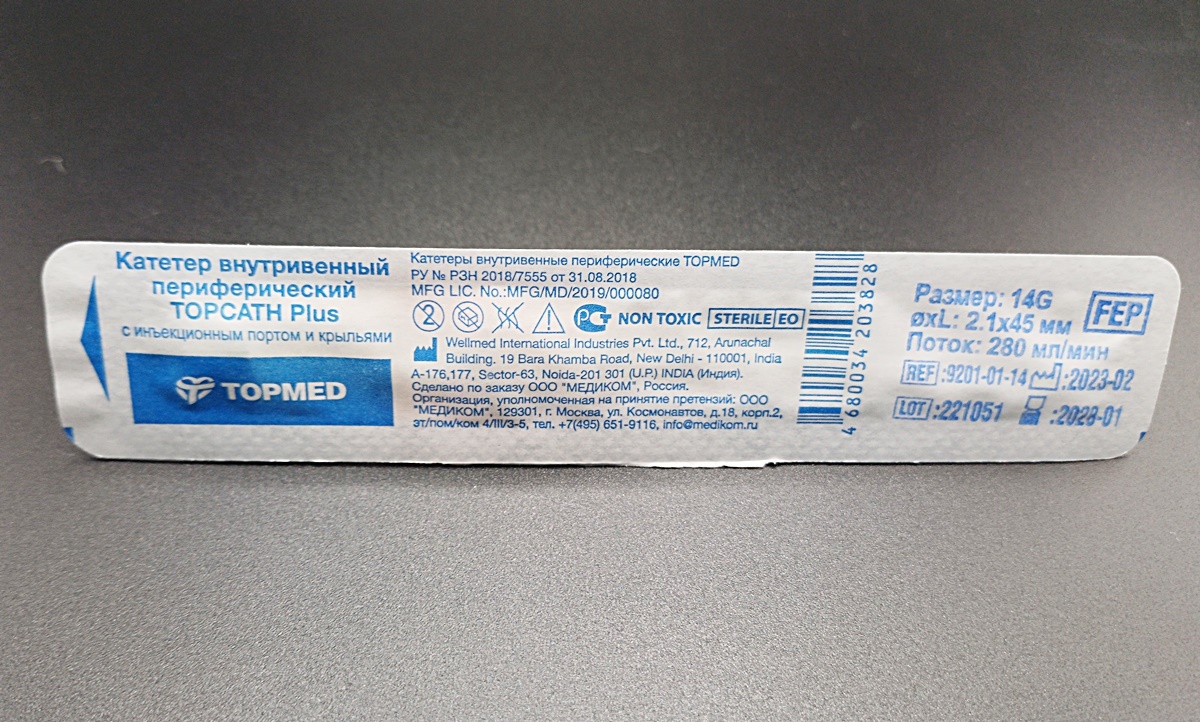 Катетер внутривенный
периферический
TOPCATH Plus
с инъекционным портом и крыльями
TOPMED
Катетеры внутривенные периферические TOPMED
РУ № РЗН 2018/7555 от 31.08.2018
MFG LIC. No.:MFG/MD/2019/000080
2 РСТ NON TOXIC STERILE EO
Wellmed International Industries Pvt. Ltd., 712, Arunachal
Building. 19 Bara Khamba Road, New Delhi - 110001, India
A-176,177, Sector-63, Noida-201 301 (U.P.) INDIA (Индия).
Сделано по заказу ООО "МЕДИКОМ", Россия.
Организация, уполномоченная на принятие претензий: ООО
"МЕДИКОМ", 129301, г. Москва, ул. Космонавтов, д.18, корп.2,
эт/пом/ком 4/III/3-5, тел. +7(495) 651-9116, info@medikom.ru
4 680034 203828
Размер: 14G
øxL: 2.1x45 мм
FEP
Поток: 280 мл/мин
REF :9201-01-14 :2023-02
LOT :221051 :2028-01